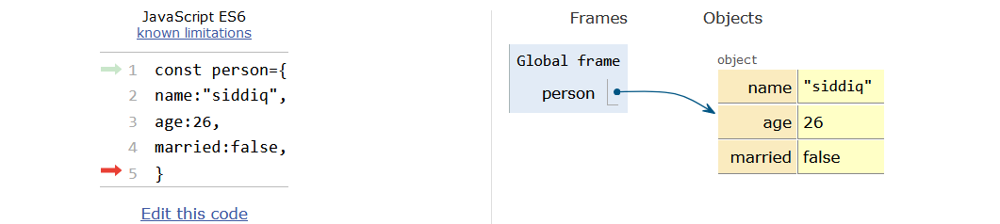 JavaScript ES6
known limitations
1 const person={
2 name:"siddiq",
3 age:26,
4 married:false,
5 }
Edit this code
Frames
Objects
Global frame
person
object
name "siddiq"
age 26
married false